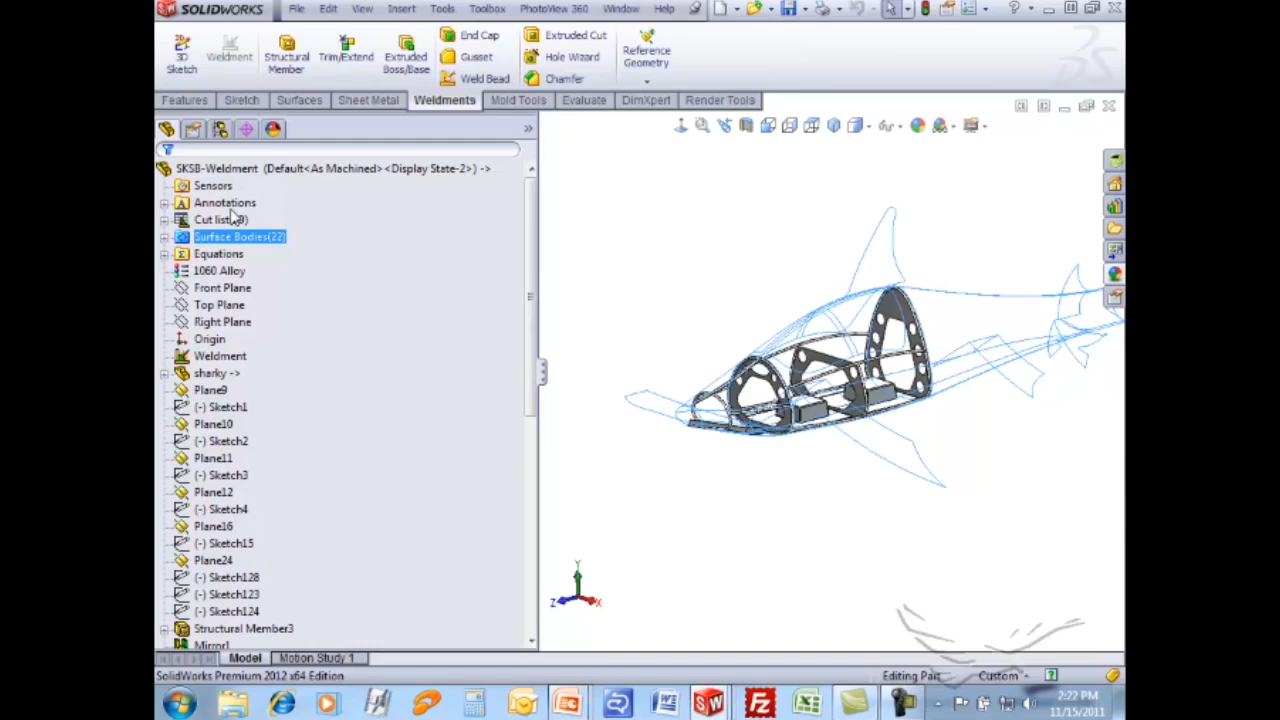 SOLIDWORKS File Edit View Insert Tools Toolbox PhotoView 360 Window Help
3D Sketch
Weldment
Structural Member
Trim/Extend
Extruded Boss/Base
End Cap
Gusset
Weld Bead
Extruded Cut
Hole Wizard
Chamfer
Reference Geometry
Features Sketch Surfaces Sheet Metal Weldments Mold Tools Evaluate DimXpert Render Tools
SKSB-Weldment (Default<As Machined><Display State-2>) ->
Sensors
Annotations
Cut list
Surface Bodies(22)
Equations
1060 Alloy
Front Plane
Top Plane
Right Plane
Origin
Weldment
sharky ->
Plane9
(-) Sketch1
Plane10
(-) Sketch2
Plane11
(-) Sketch3
Plane12
(-) Sketch4
Plane16
(-) Sketch15
Plane24
(-) Sketch128
(-) Sketch123
(-) Sketch124
Structural Member3
Mirror1
Y
Z
X
Model Motion Study 1
SolidWorks Premium 2012 x64 Edition Editing Part Custom
2:22 PM
11/15/2011